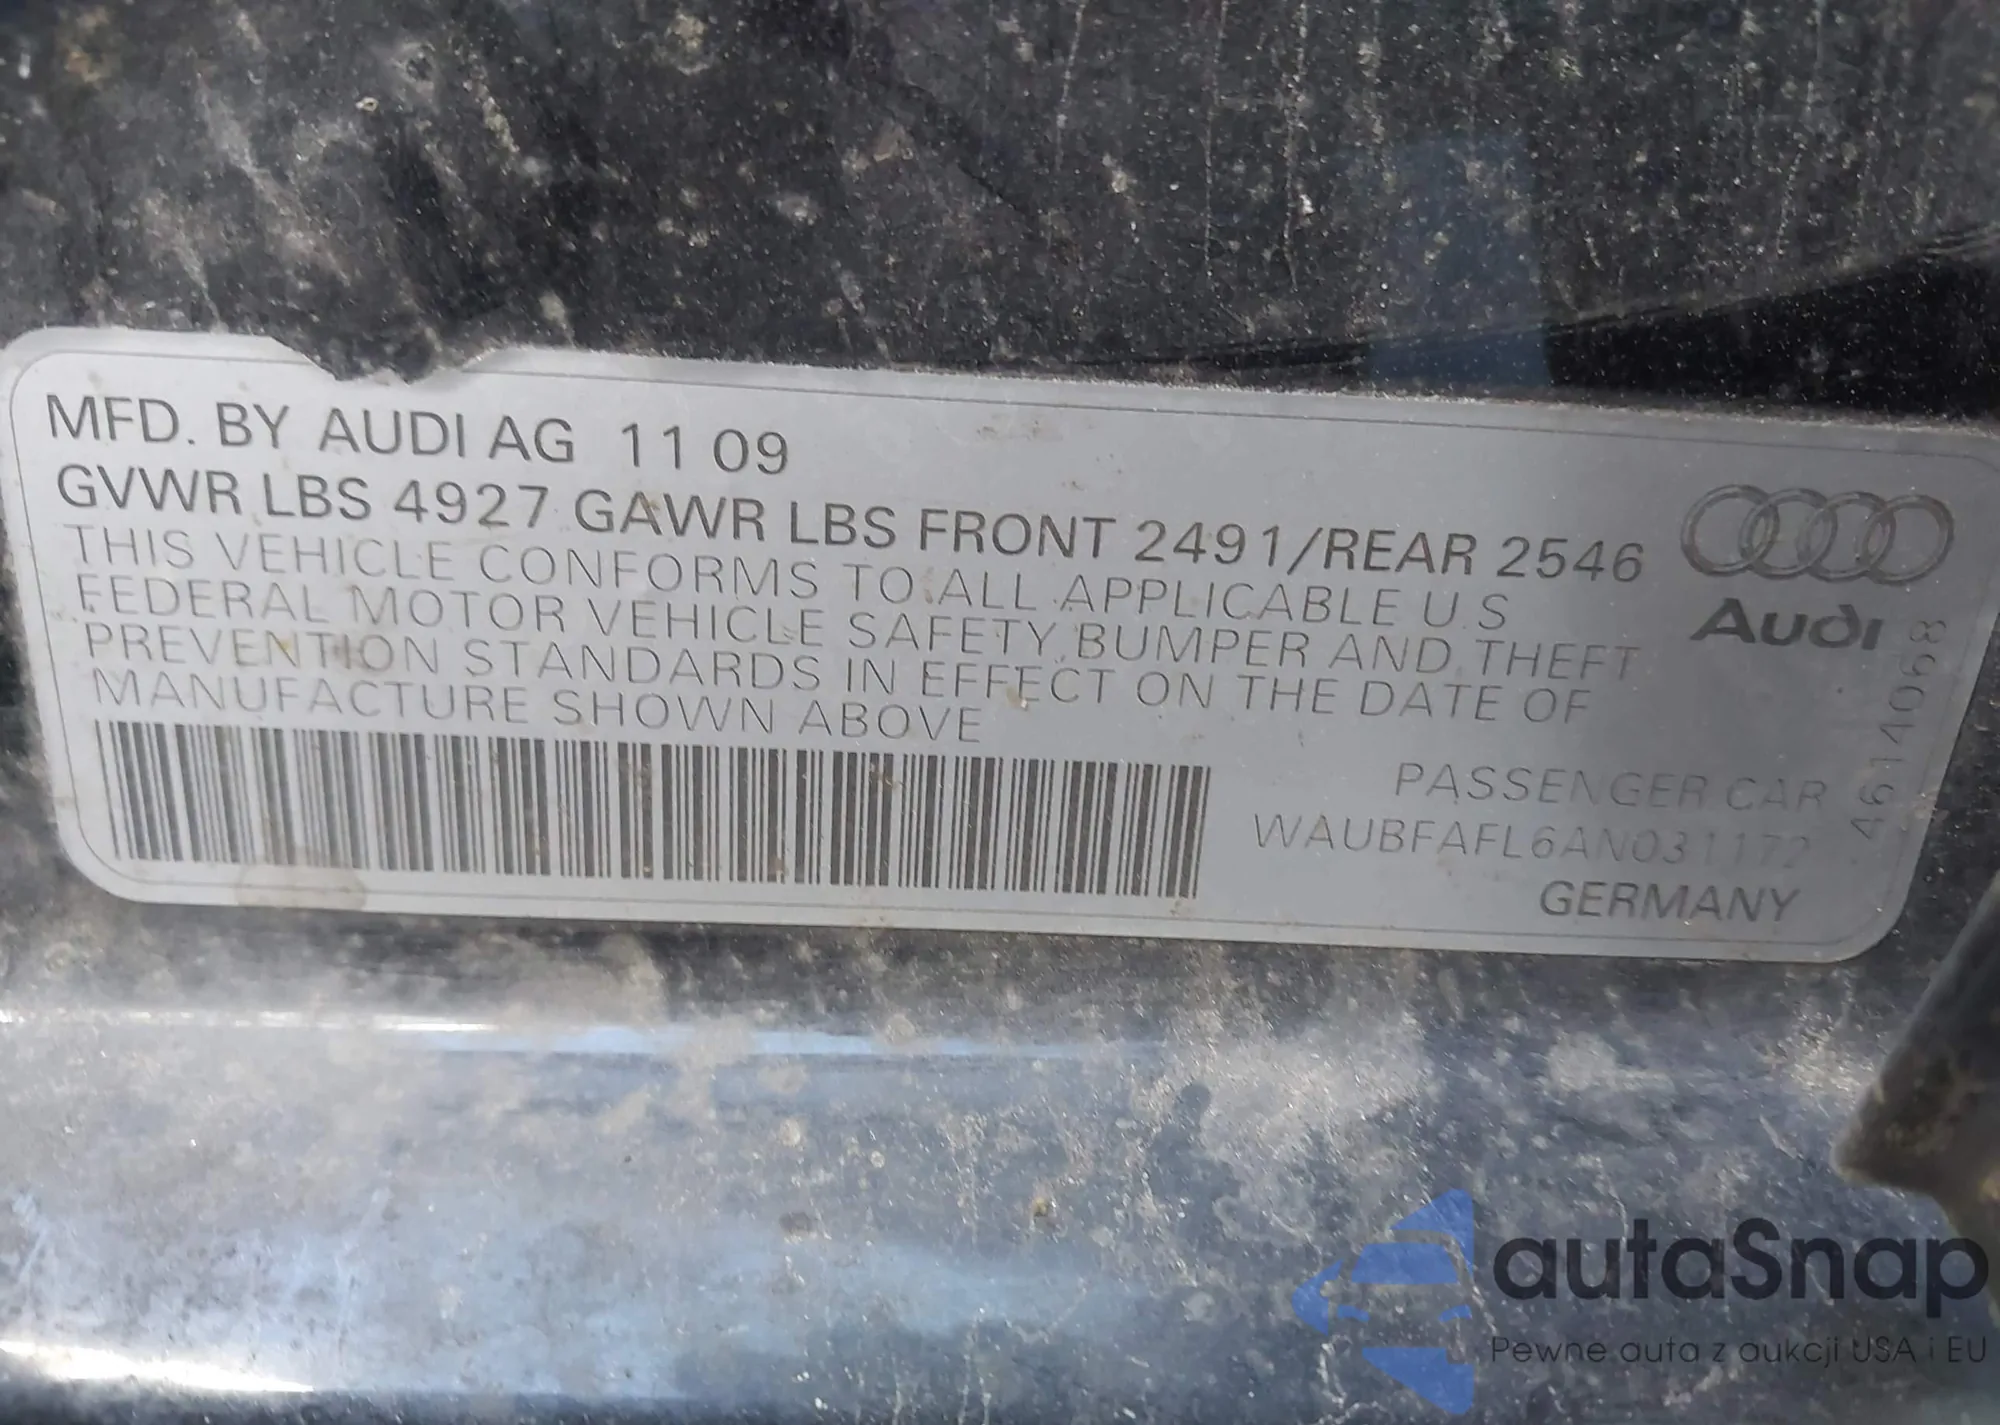 MFD. BY AUDI AG 11 09
GVWR LBS 4927 GAWR LBS FRONT 2491/REAR 2546
THIS VEHICLE CONFORMS TO ALL APPLICABLE U.S
FEDERAL MOTOR VEHICLE SAFETY, BUMPER AND THEFT
PREVENTION STANDARDS IN EFFECT ON THE DATE OF
MANUFACTURE SHOWN ABOVE
Audi
PASSENGER CAR
WAUBFAFL6AN031172
GERMANY
46114068
autaSnap
Pewne auta z aukcji USA i EU